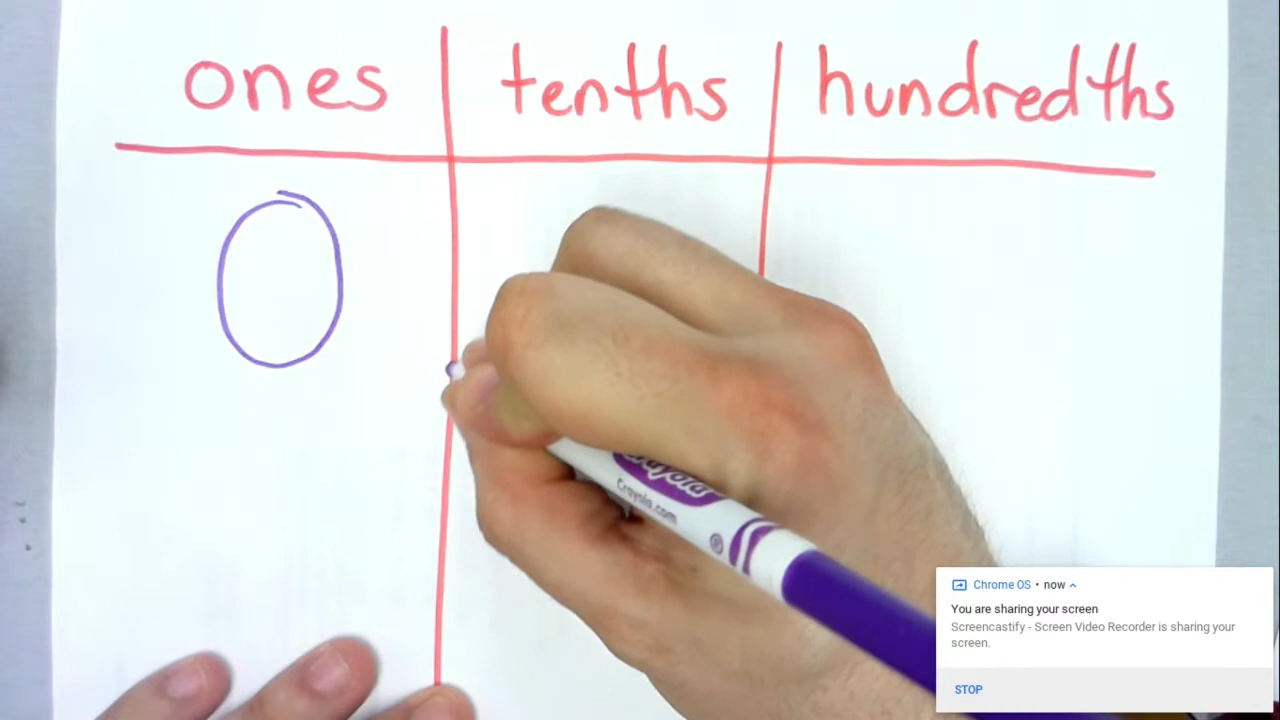 ones tenths hundredths
0
Crayola
Crayola.com
®
Chrome OS • now
You are sharing your screen
Screencastify - Screen Video Recorder is sharing your
screen.
STOP